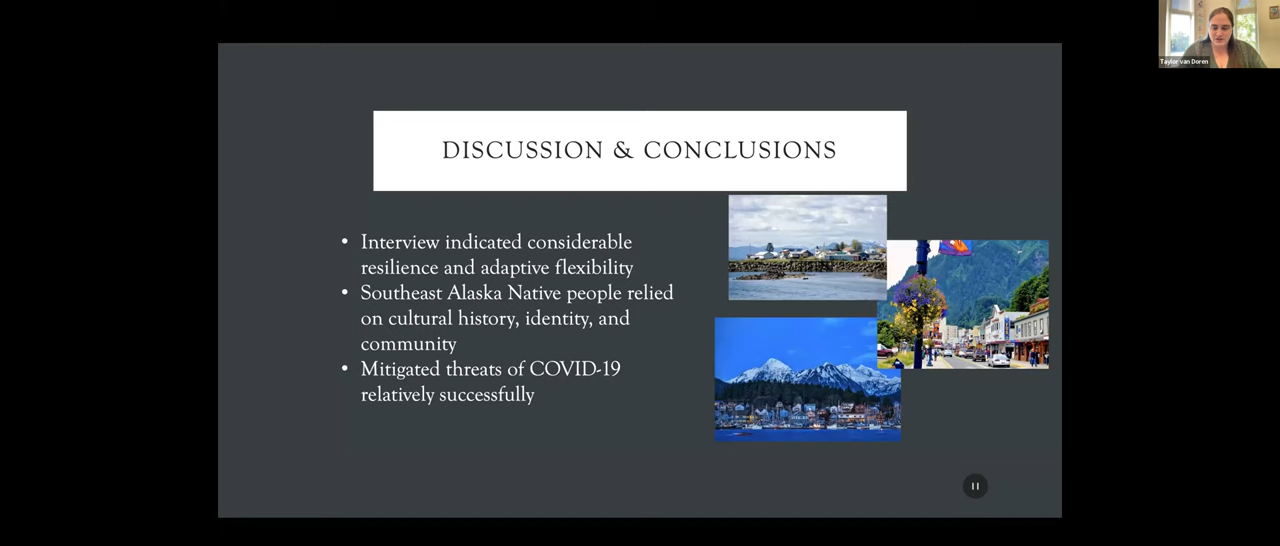 Taylor van Doren
DISCUSSION & CONCLUSIONS
• Interview indicated considerable
resilience and adaptive flexibility
• Southeast Alaska Native people relied
on cultural history, identity, and
community
• Mitigated threats of COVID-19
relatively successfully